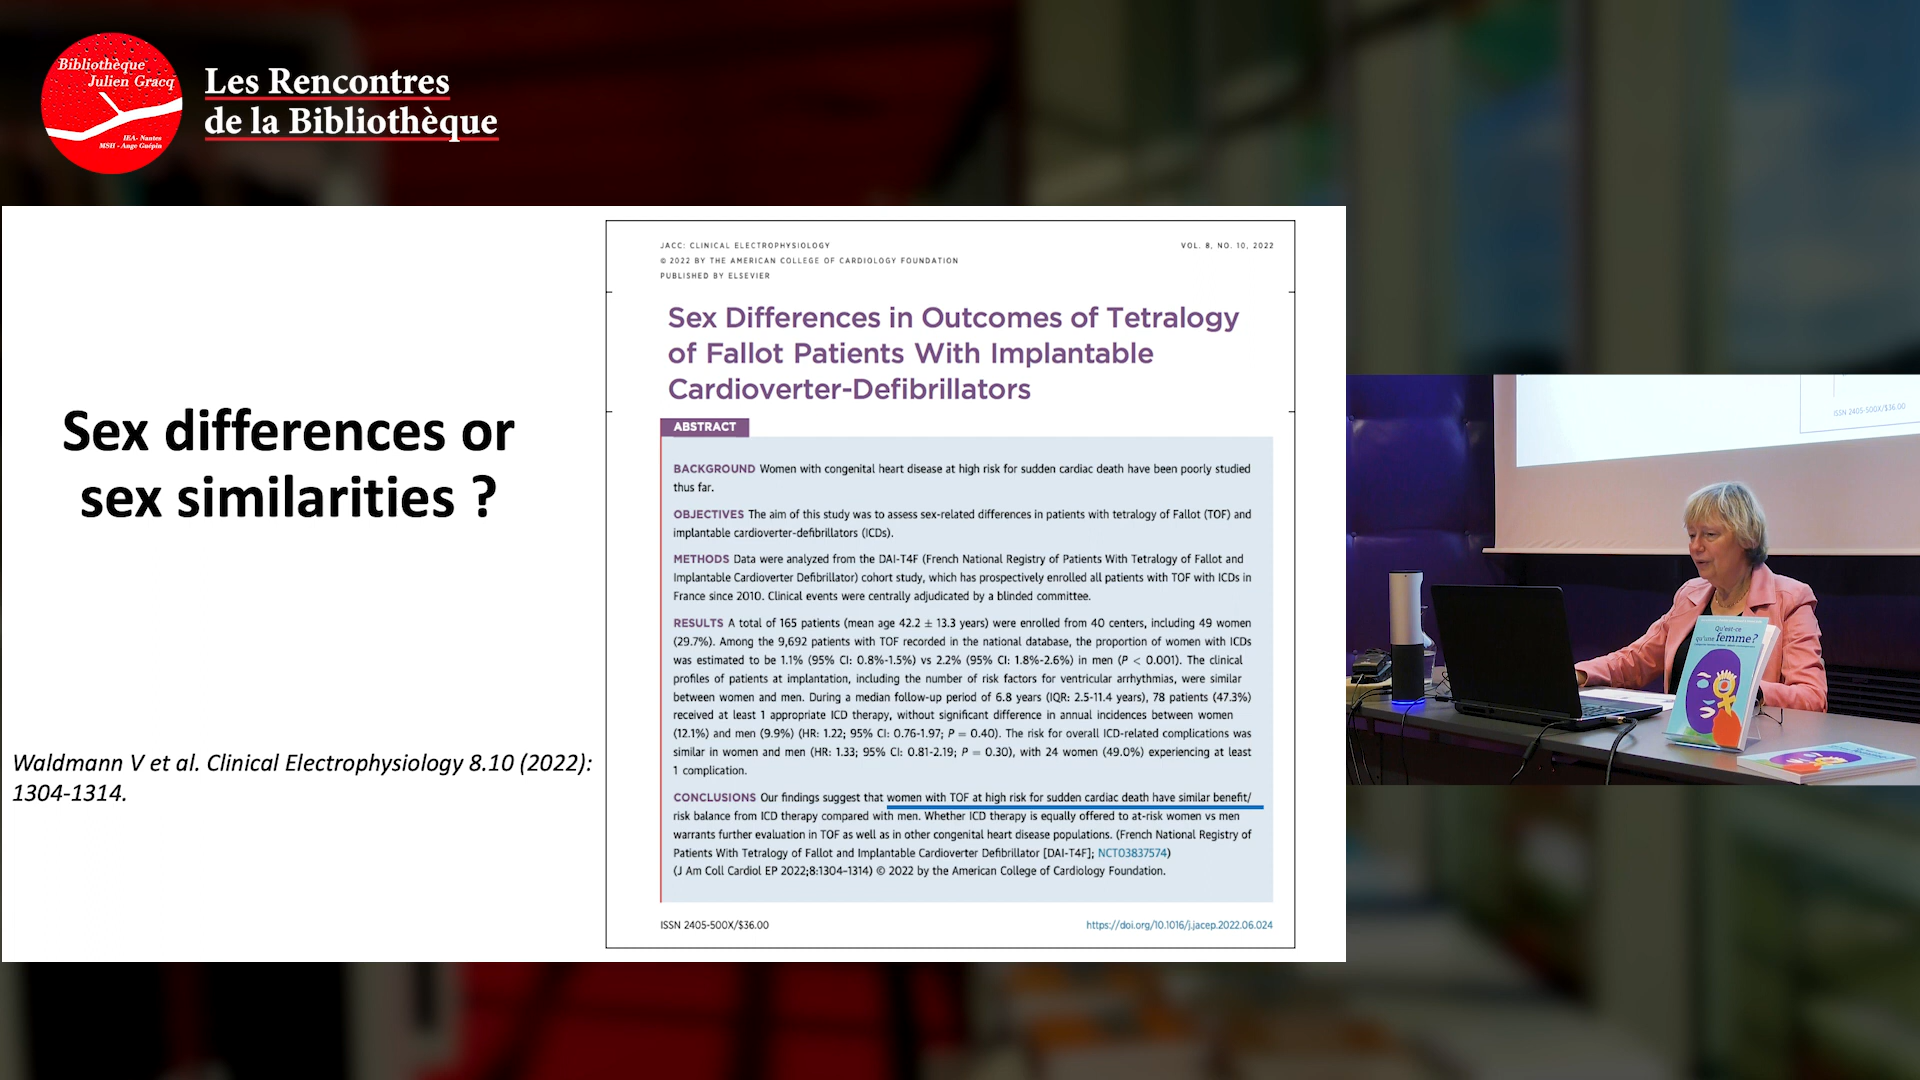 Bibliothèque
Julien Gracq
IEA- Nantes
MSH - Ange Guépin
Les Rencontres
de la Bibliothèque
Sex differences or
sex similarities ?
Waldmann V et al. Clinical Electrophysiology 8.10 (2022):
1304-1314.
JACC: CLINICAL ELECTROPHYSIOLOGY
VOL. 8, NO. 10, 2022
© 2022 BY THE AMERICAN COLLEGE OF CARDIOLOGY FOUNDATION
PUBLISHED BY ELSEVIER
Sex Differences in Outcomes of Tetralogy
of Fallot Patients With Implantable
Cardioverter-Defibrillators
ABSTRACT
BACKGROUND Women with congenital heart disease at high risk for sudden cardiac death have been poorly studied
thus far.
OBJECTIVES The aim of this study was to assess sex-related differences in patients with tetralogy of Fallot (TOF) and
implantable cardioverter-defibrillators (ICDs).
METHODS Data were analyzed from the DAI-T4F (French National Registry of Patients With Tetralogy of Fallot and
Implantable Cardioverter Defibrillator) cohort study, which has prospectively enrolled all patients with TOF with ICDs in
France since 2010. Clinical events were centrally adjudicated by a blinded committee.
RESULTS A total of 165 patients (mean age 42.2 ± 13.3 years) were enrolled from 40 centers, including 49 women
(29.7%). Among the 9,692 patients with TOF recorded in the national database, the proportion of women with ICDs
was estimated to be 1.1% (95% CI: 0.8%-1.5%) vs 2.2% (95% CI: 1.8%-2.6%) in men (P < 0.001). The clinical
profiles of patients at implantation, including the number of risk factors for ventricular arrhythmias, were similar
between women and men. During a median follow-up period of 6.8 years (IQR: 2.5-11.4 years), 78 patients (47.3%)
received at least 1 appropriate ICD therapy, without significant difference in annual incidences between women
(12.1%) and men (9.9%) (HR: 1.22; 95% CI: 0.76-1.97; P = 0.40). The risk for overall ICD-related complications was
similar in women and men (HR: 1.33; 95% CI: 0.81-2.19; P = 0.30), with 24 women (49.0%) experiencing at least
1 complication.
CONCLUSIONS Our findings suggest that women with TOF at high risk for sudden cardiac death have similar benefit/
risk balance from ICD therapy compared with men. Whether ICD therapy is equally offered to at-risk women vs men
warrants further evaluation in TOF as well as in other congenital heart disease populations. (French National Registry of
Patients With Tetralogy of Fallot and Implantable Cardioverter Defibrillator [DAI-T4F]; NCT03837574)
(J Am Coll Cardiol EP 2022;8:1304-1314) © 2022 by the American College of Cardiology Foundation.
ISSN 2405-500X/$36.00
https://doi.org/10.1016/j.jacep.2022.06.024
ISSN 2405-500X/$36.00
Qu'est-ce
qu'une femme?